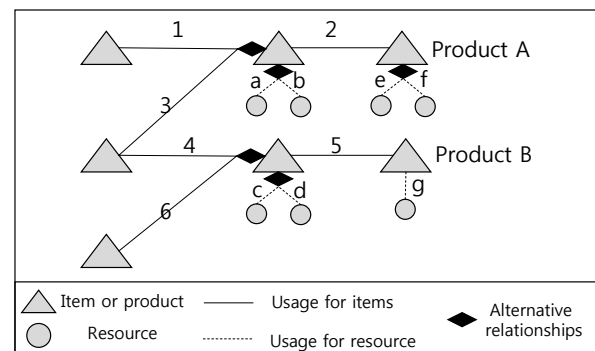 1
2
Product A
a
b
e
f
3
4
5
Product B
c
d
g
6
Item or product
Usage for items
Alternative
relationships
Resource
Usage for resource